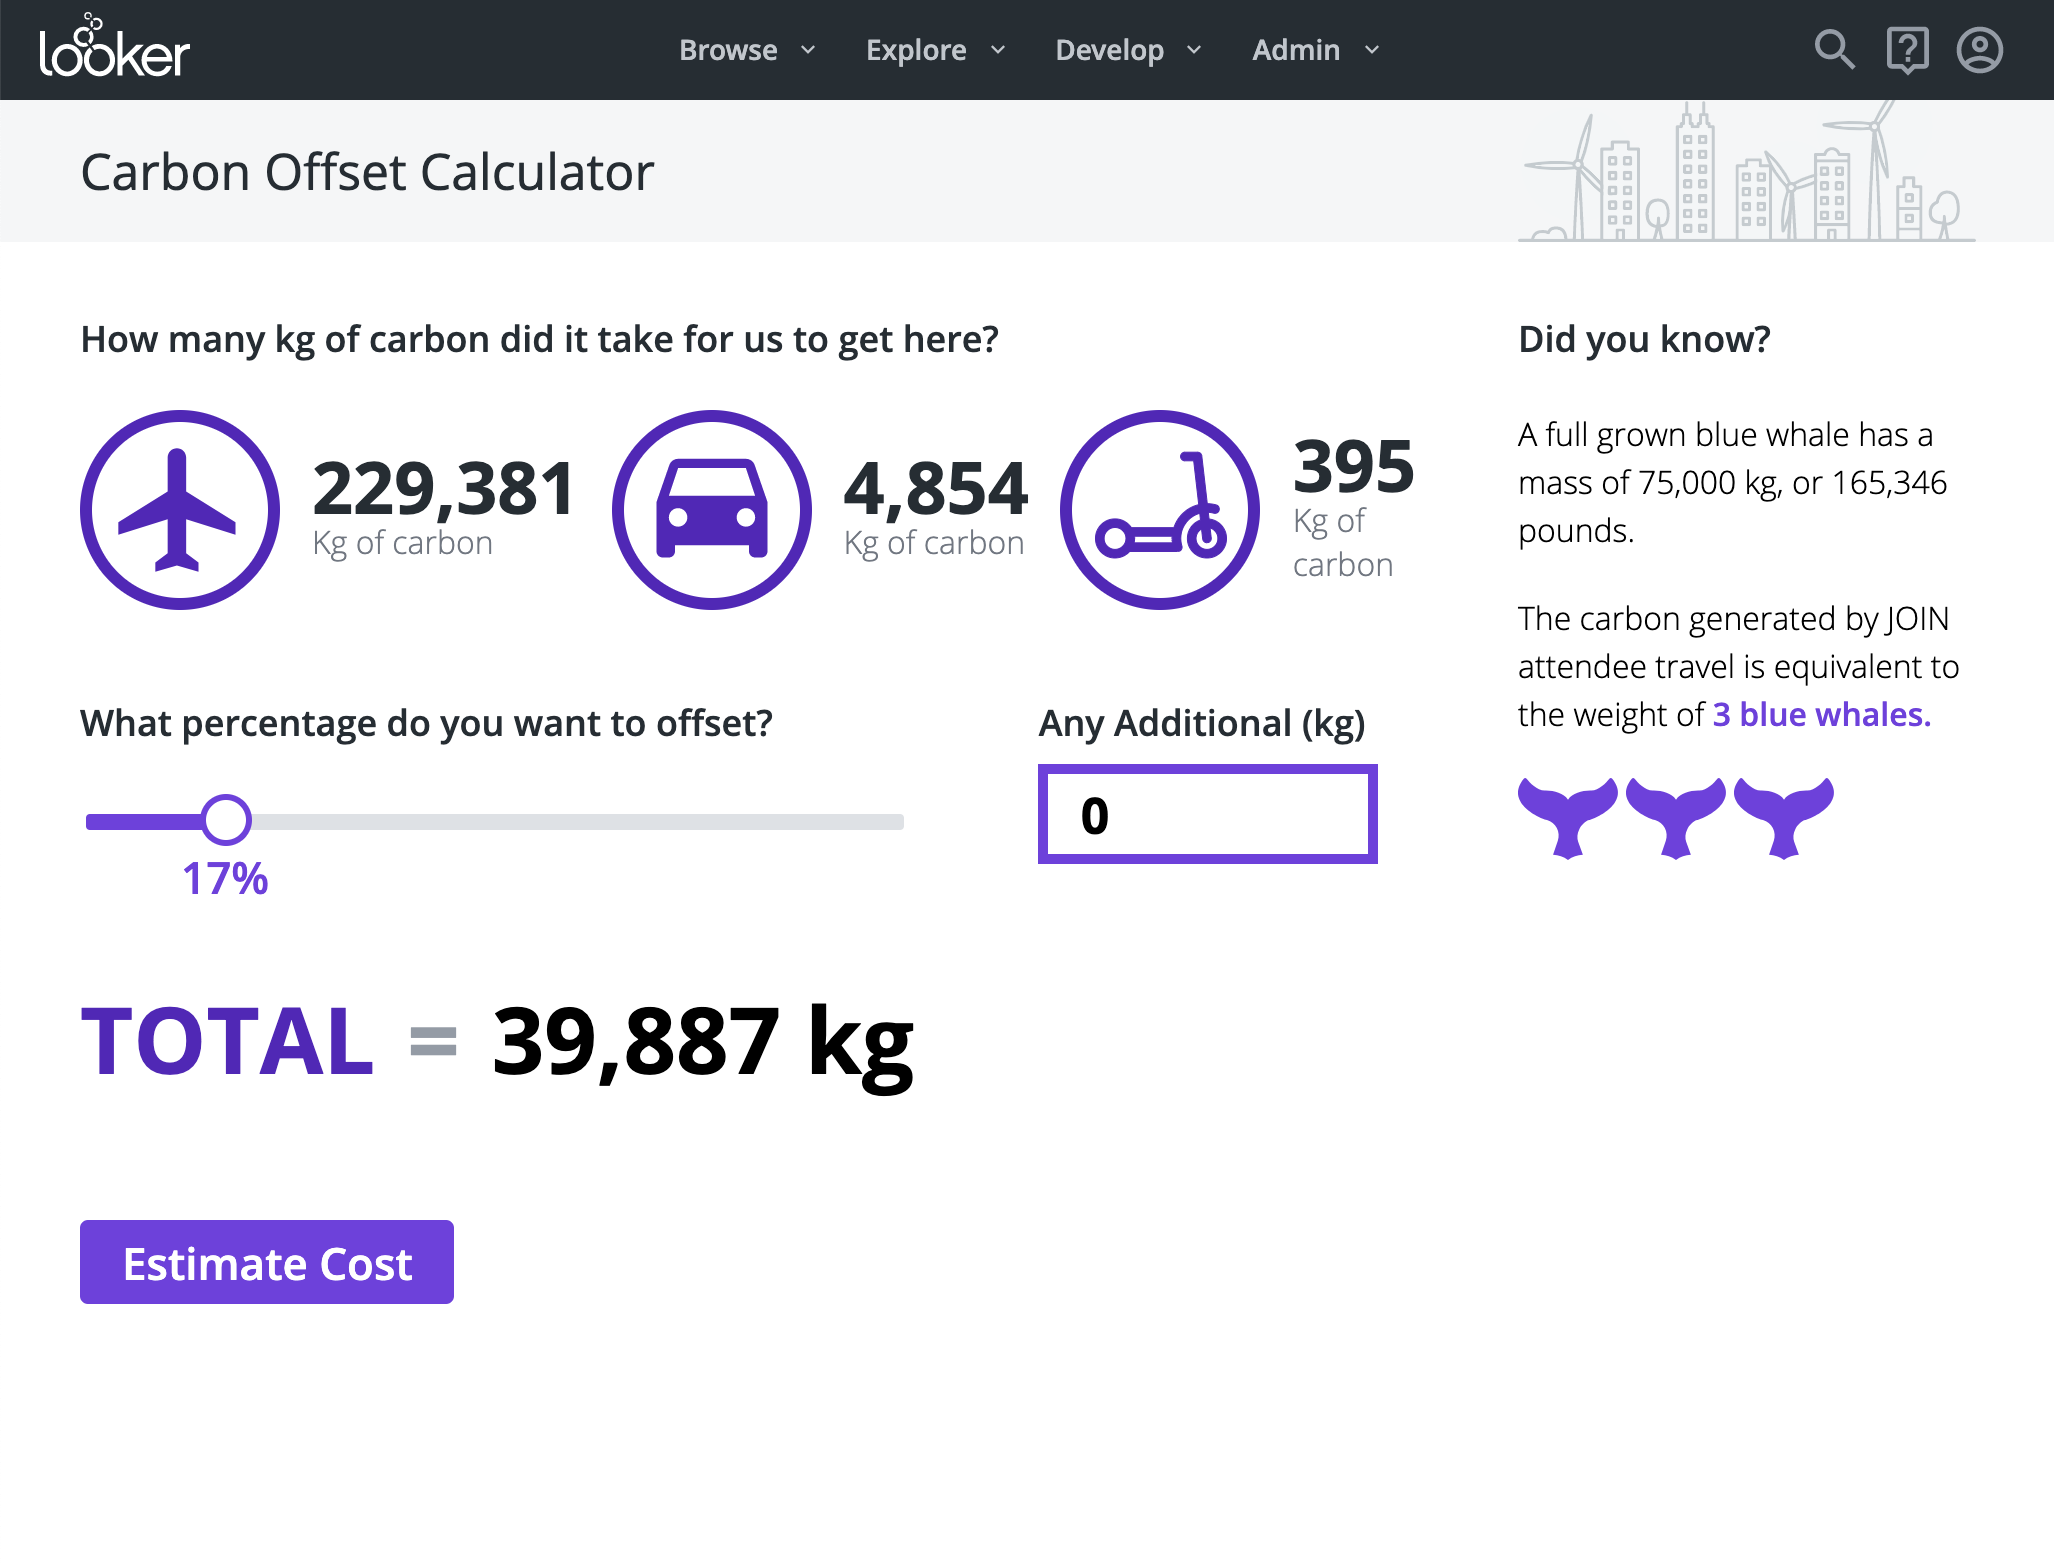 looker
Browse Explore Develop Admin
Carbon Offset Calculator
How many kg of carbon did it take for us to get here?
229,381
Kg of carbon
4,854
Kg of carbon
395
Kg of
carbon
What percentage do you want to offset?
17%
Any Additional (kg)
0
TOTAL = 39,887 kg
Estimate Cost
Did you know?
A full grown blue whale has a
mass of 75,000 kg, or 165,346
pounds.
The carbon generated by JOIN
attendee travel is equivalent to
the weight of 3 blue whales.